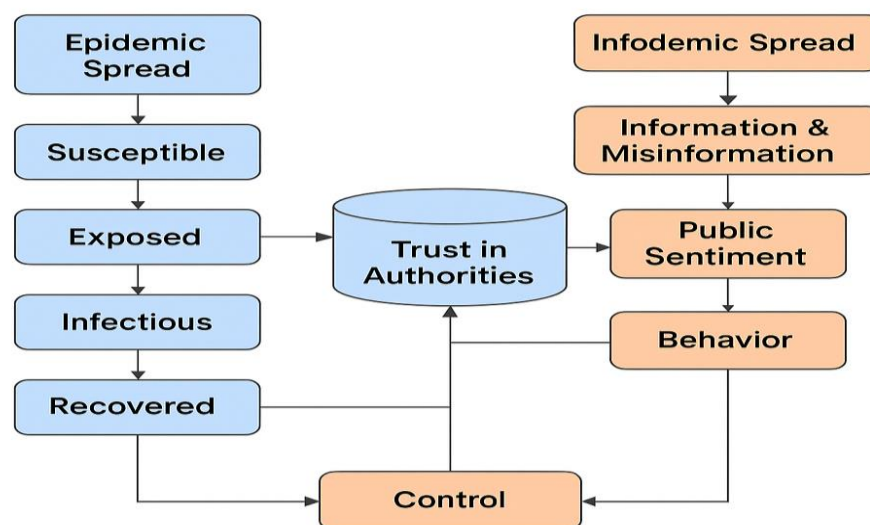 Epidemic
Spread
Susceptible
Exposed
Infectious
Recovered
Trust in
Authorities
Infodemic Spread
Information &
Misinformation
Public
Sentiment
Behavior
Control